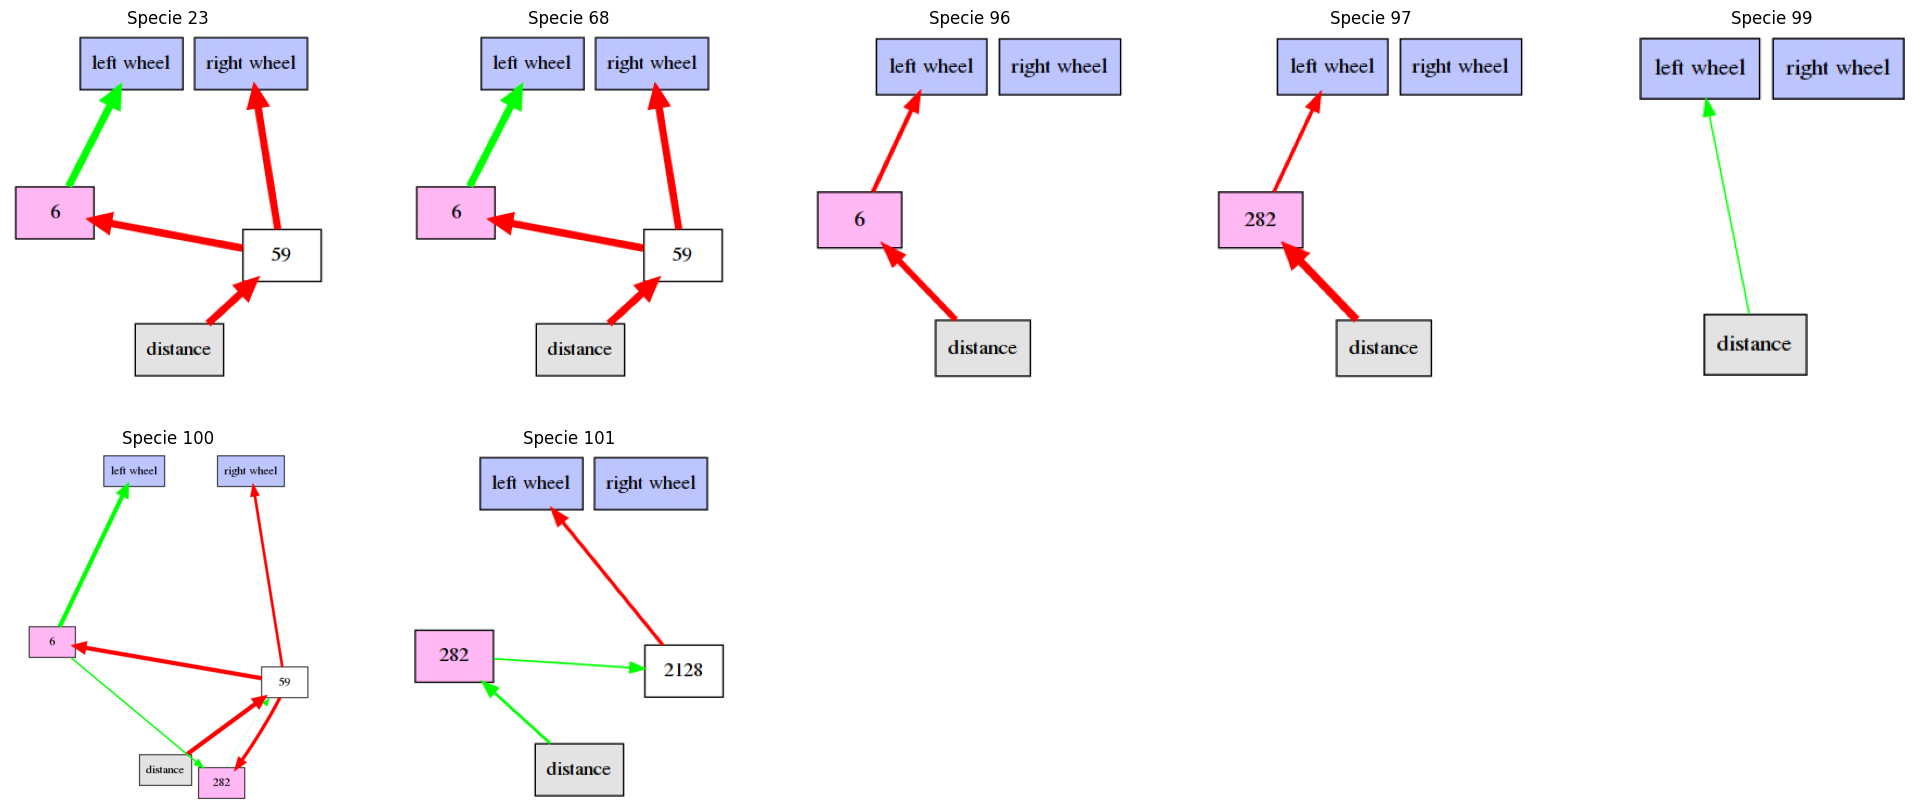 Specie 23
left wheel
right wheel
6
59
distance
Specie 68
left wheel
right wheel
6
59
distance
Specie 96
left wheel
right wheel
6
distance
Specie 97
left wheel
right wheel
282
distance
Specie 99
left wheel
right wheel
distance
Specie 100
left wheel
right wheel
6
59
distance
282
Specie 101
left wheel
right wheel
282
2128
distance